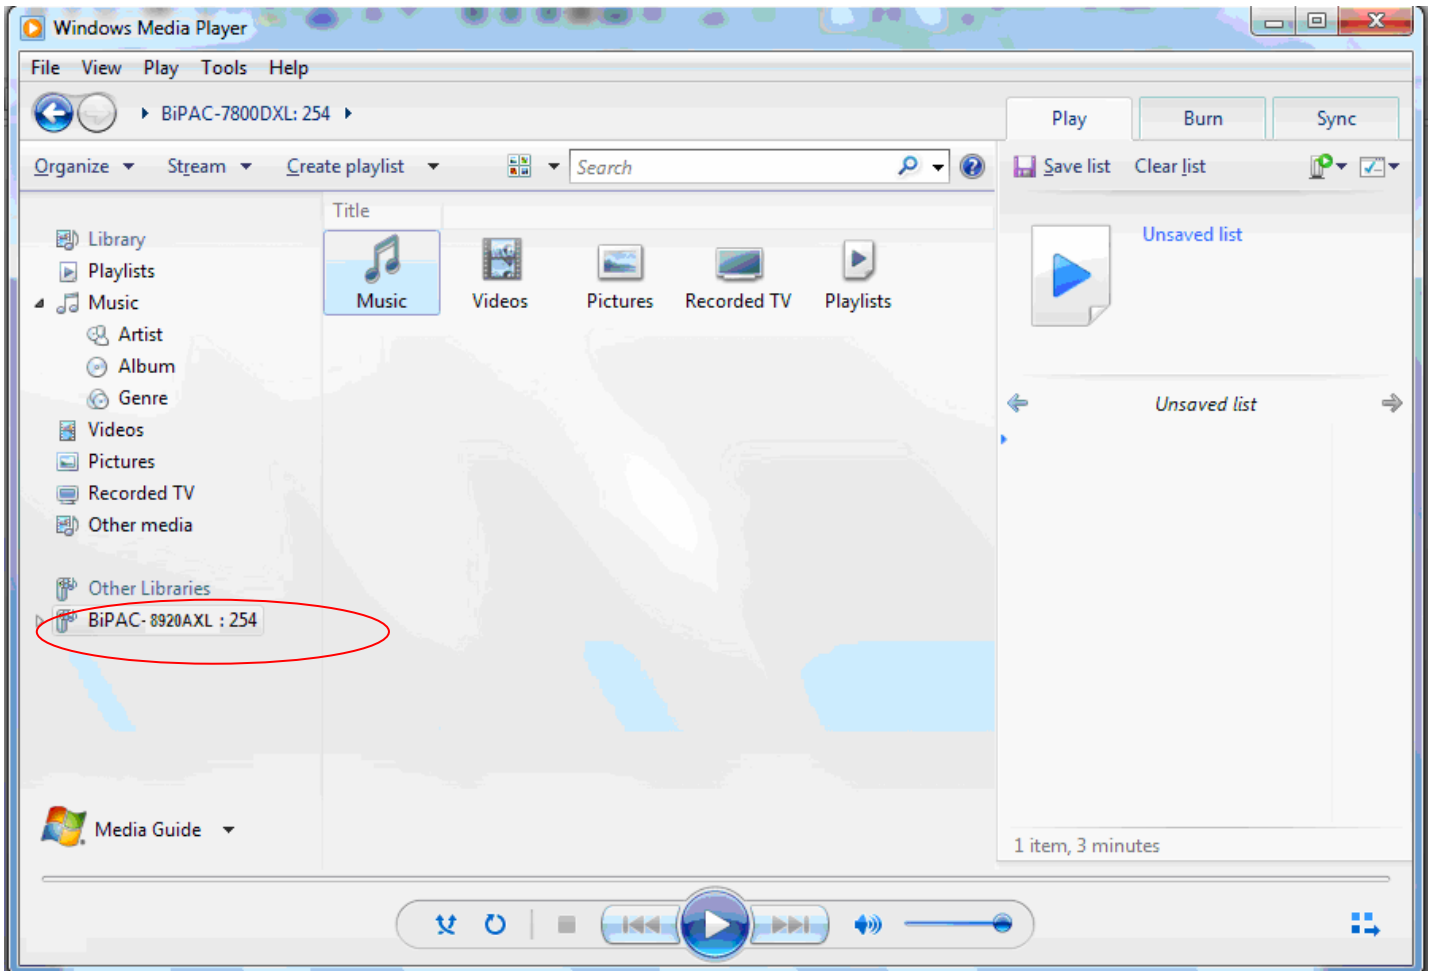 Windows Media Player
File View Play Tools Help
BiPAC-7800DXL: 254
Play Burn Sync
Organize Stream Create playlist Search
Save list Clear list
Title
Library
Playlists
Music
Artist
Album
Genre
Videos
Pictures
Recorded TV
Other media
Other Libraries
BiPAC- 8920AXL : 254
Media Guide
Music Videos Pictures Recorded TV Playlists
Unsaved list
Unsaved list
1 item, 3 minutes